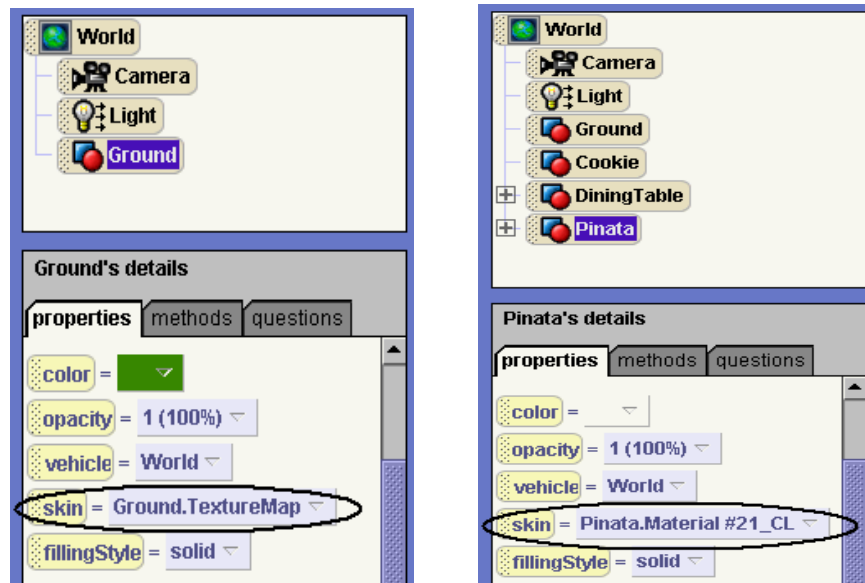 World
Camera
Light
Ground
Ground's details
properties methods questions
color =
opacity = 1 (100%)
vehicle = World
skin = Ground.TextureMap
fillingStyle = solid
World
Camera
Light
Ground
Cookie
DiningTable
Pinata
Pinata's details
properties methods questions
color =
opacity = 1 (100%)
vehicle = World
skin = Pinata.Material #21_CL
fillingStyle = solid